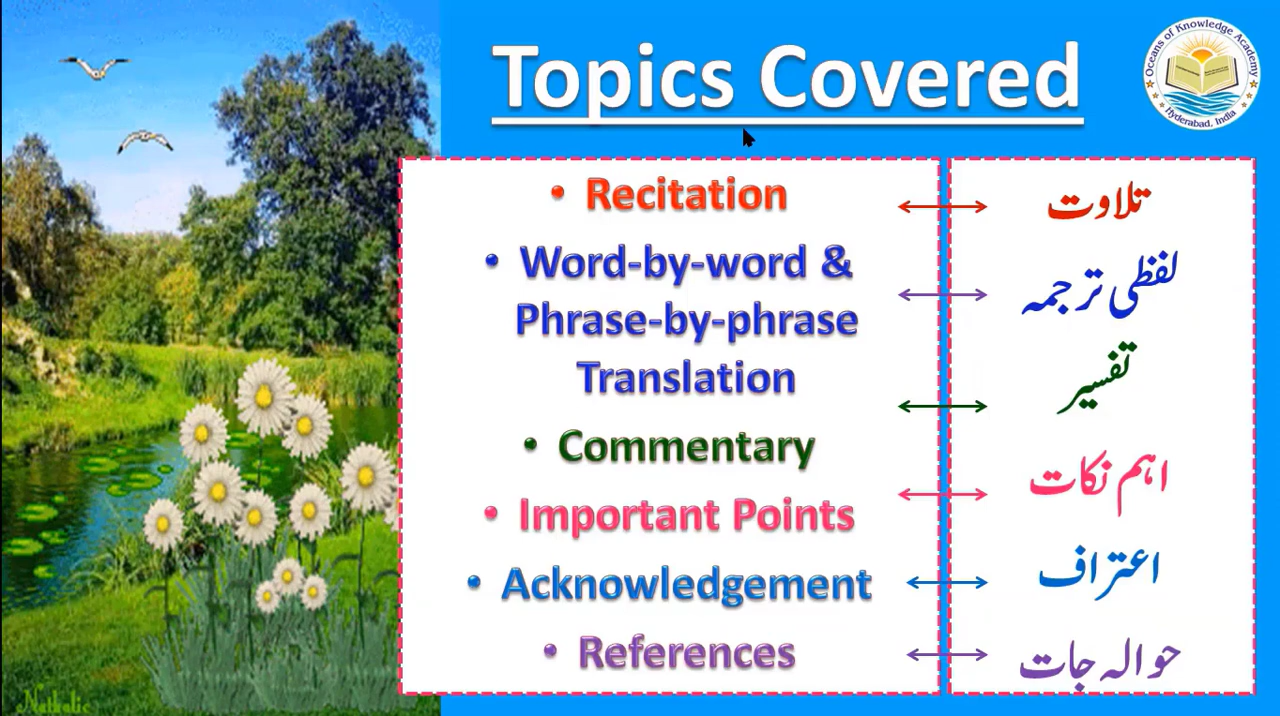 Topics Covered
Oceans of Knowledge Academy
Hyderabad, India
• Recitation
• Word-by-word &
Phrase-by-phrase
Translation
• Commentary
• Important Points
• Acknowledgement
• References
تلاوت
لفظی ترجمہ
تفسیر
اہم نکات
اعتراف
حوالہ جات
Nathalie